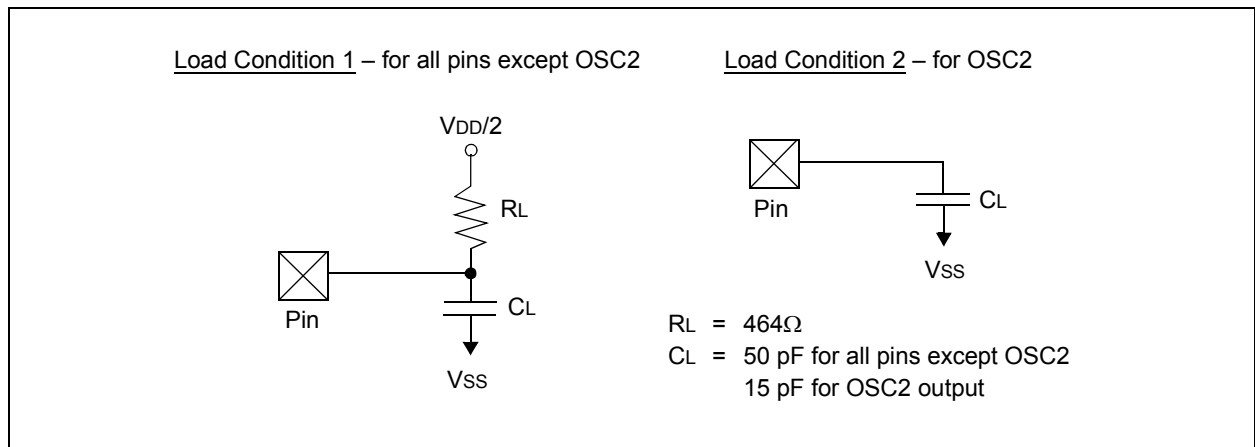 Load Condition 1 – for all pins except OSC2
VDD/2
RL
Pin
CL
VSS
Load Condition 2 – for OSC2
Pin
CL
VSS
RL = 464Ω
CL = 50 pF for all pins except OSC2
15 pF for OSC2 output